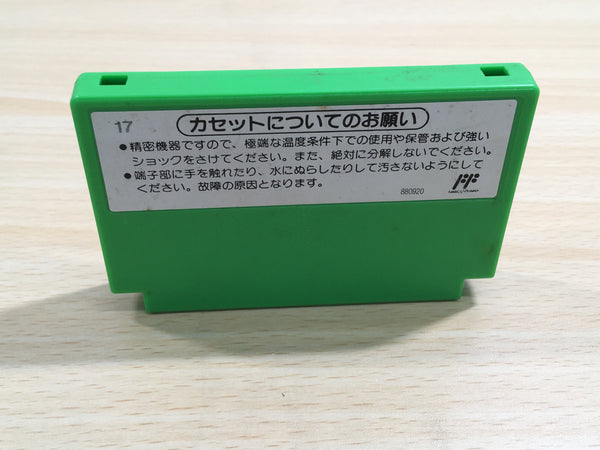 17
カセットについてのお願い
●精密機器ですので、極端な温度条件下での使用や保管および強い
ショックをさけてください。また、絶対に分解しないでください。
●端子部に手を触れたり、水にぬらしたりして汚さないようにして
ください。故障の原因となります。
880920